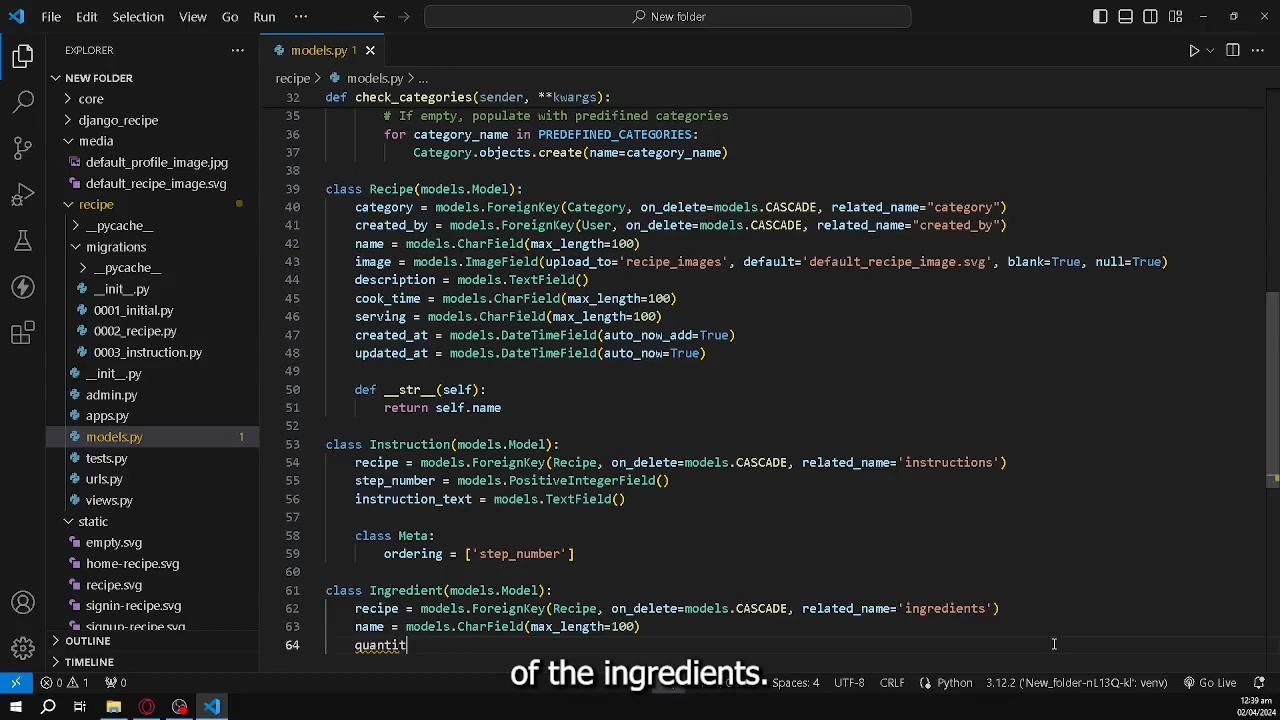 File Edit Selection View Go Run ··· New folder
EXPLORER ···
models.py 1
NEW FOLDER
recipe > models.py > ...
core
django_recipe
media
default_profile_image.jpg
default_recipe_image.svg
recipe
__pycache__
migrations
__pycache__
__init__.py
0001_initial.py
0002_recipe.py
0003_instruction.py
__init__.py
admin.py
apps.py
models.py 1
tests.py
urls.py
views.py
static
empty.svg
home-recipe.svg
recipe.svg
signin-recipe.svg
signup-recipe.svg
OUTLINE
TIMELINE
32 def check_categories(sender, **kwargs):
35 # If empty, populate with predifined categories
36 for category_name in PREDEFINED_CATEGORIES:
37 Category.objects.create(name=category_name)
38
39 class Recipe(models.Model):
40 category = models.ForeignKey(Category, on_delete=models.CASCADE, related_name="category")
41 created_by = models.ForeignKey(User, on_delete=models.CASCADE, related_name="created_by")
42 name = models.CharField(max_length=100)
43 image = models.ImageField(upload_to='recipe_images', default='default_recipe_image.svg', blank=True, null=True)
44 description = models.TextField()
45 cook_time = models.CharField(max_length=100)
46 serving = models.CharField(max_length=100)
47 created_at = models.DateTimeField(auto_now_add=True)
48 updated_at = models.DateTimeField(auto_now=True)
49
50 def __str__(self):
51 return self.name
52
53 class Instruction(models.Model):
54 recipe = models.ForeignKey(Recipe, on_delete=models.CASCADE, related_name='instructions')
55 step_number = models.PositiveIntegerField()
56 instruction_text = models.TextField()
57
58 class Meta:
59 ordering = ['step_number']
60
61 class Ingredient(models.Model):
62 recipe = models.ForeignKey(Recipe, on_delete=models.CASCADE, related_name='ingredients')
63 name = models.CharField(max_length=100)
64 quantit
of the ingredients.
0 1 0 Spaces: 4 UTF-8 CRLF Python 3.12.2 ('New_folder-nL13Q-kl': venv) Go Live
12:39 am
02/04/2024